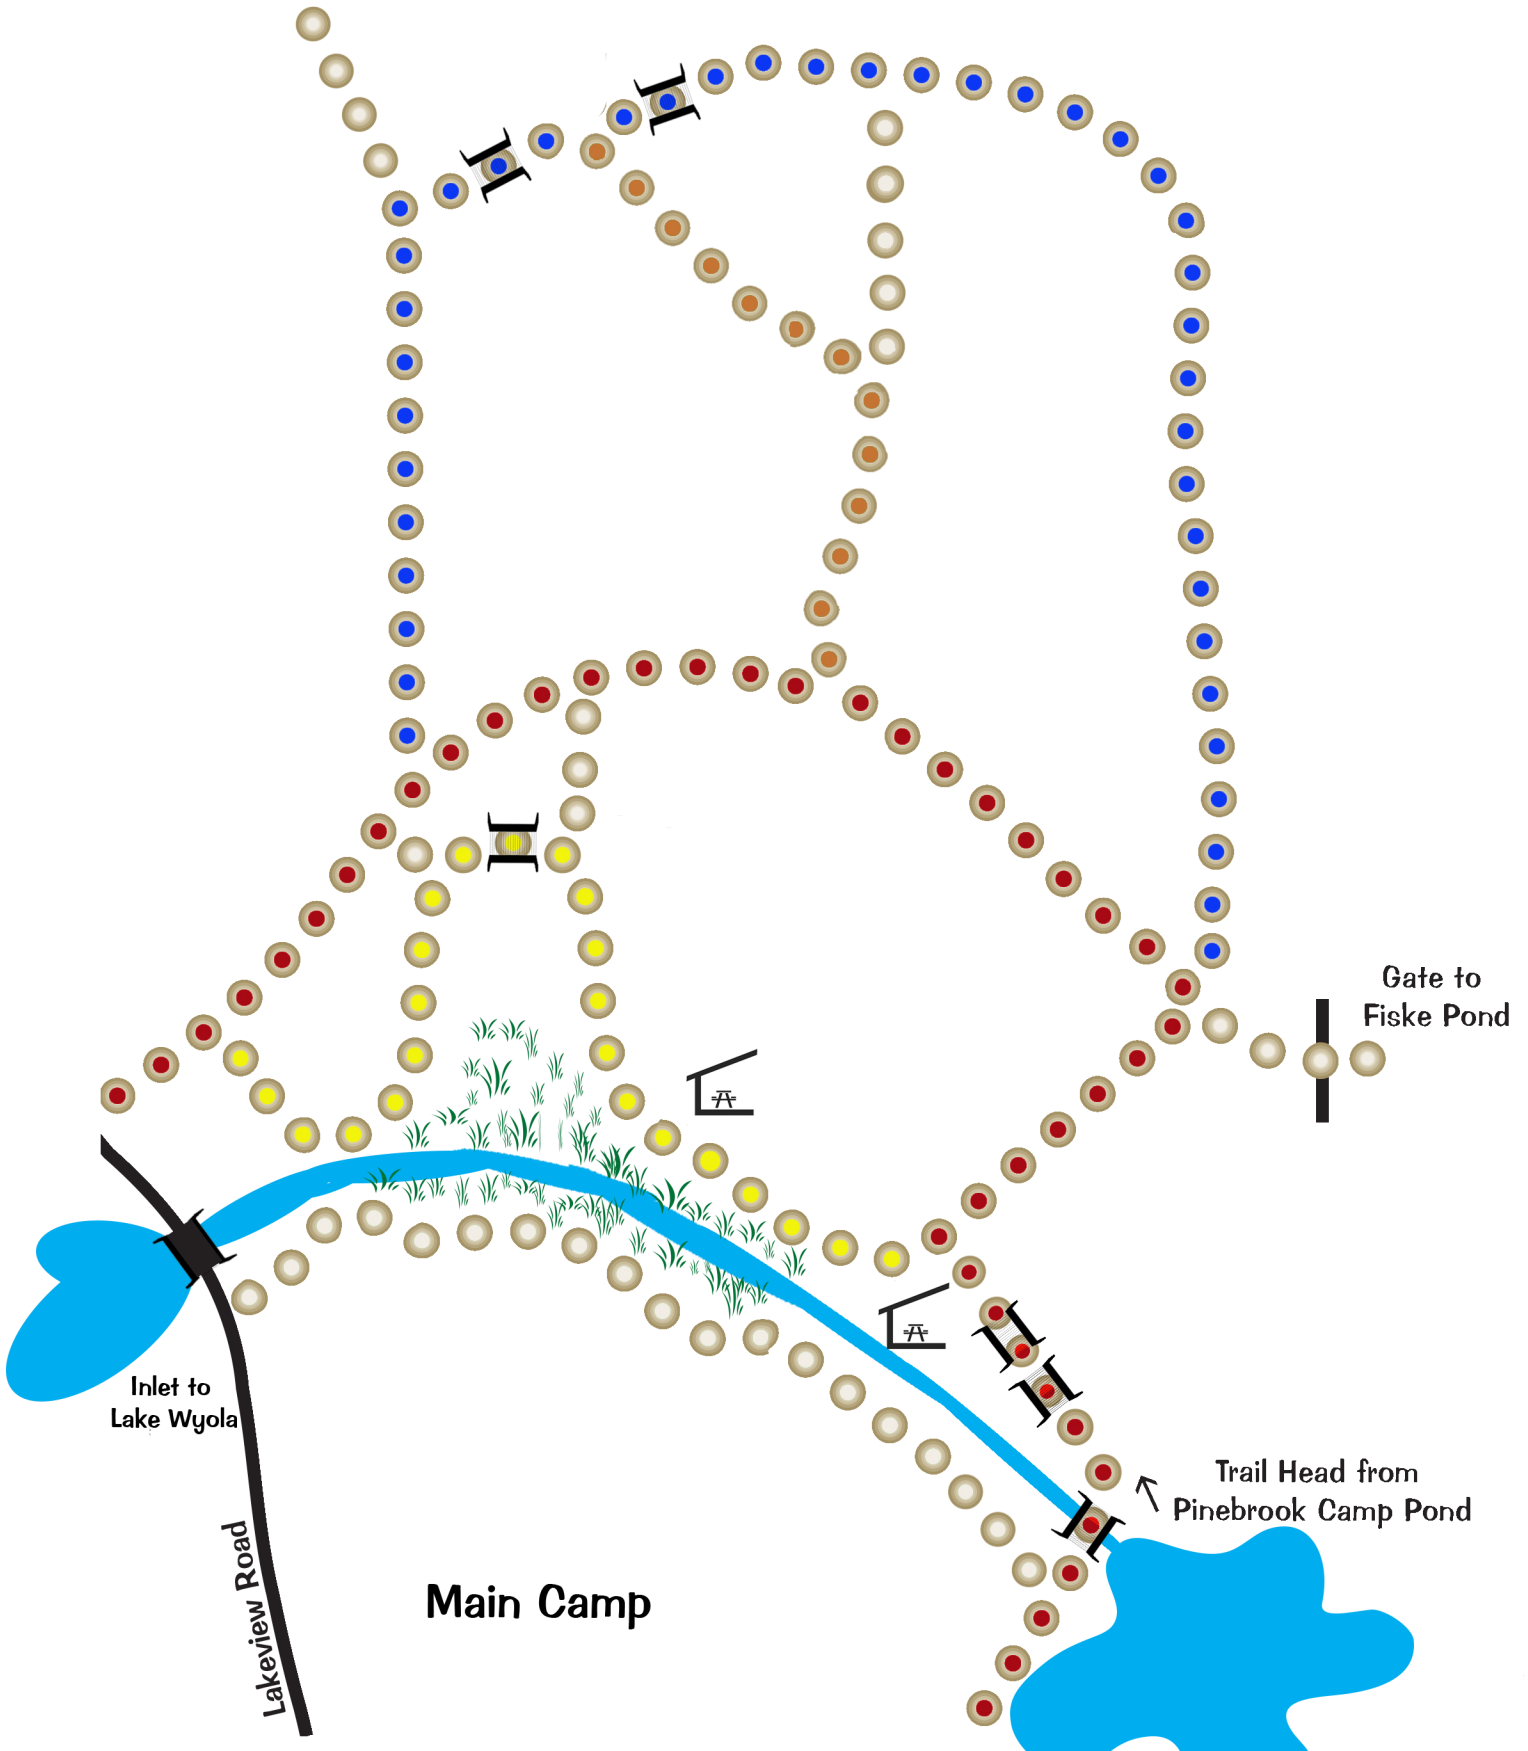 Gate to
Fiske Pond
Inlet to
Lake Wyola
Trail Head from
Pinebrook Camp Pond
Lakeview Road
Main Camp